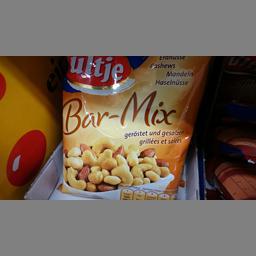 ültje
Erdnüsse
Cashews
Mandeln
Haselnüsse
Bar-Mix
geröstet und gesalzen
grillées et salées